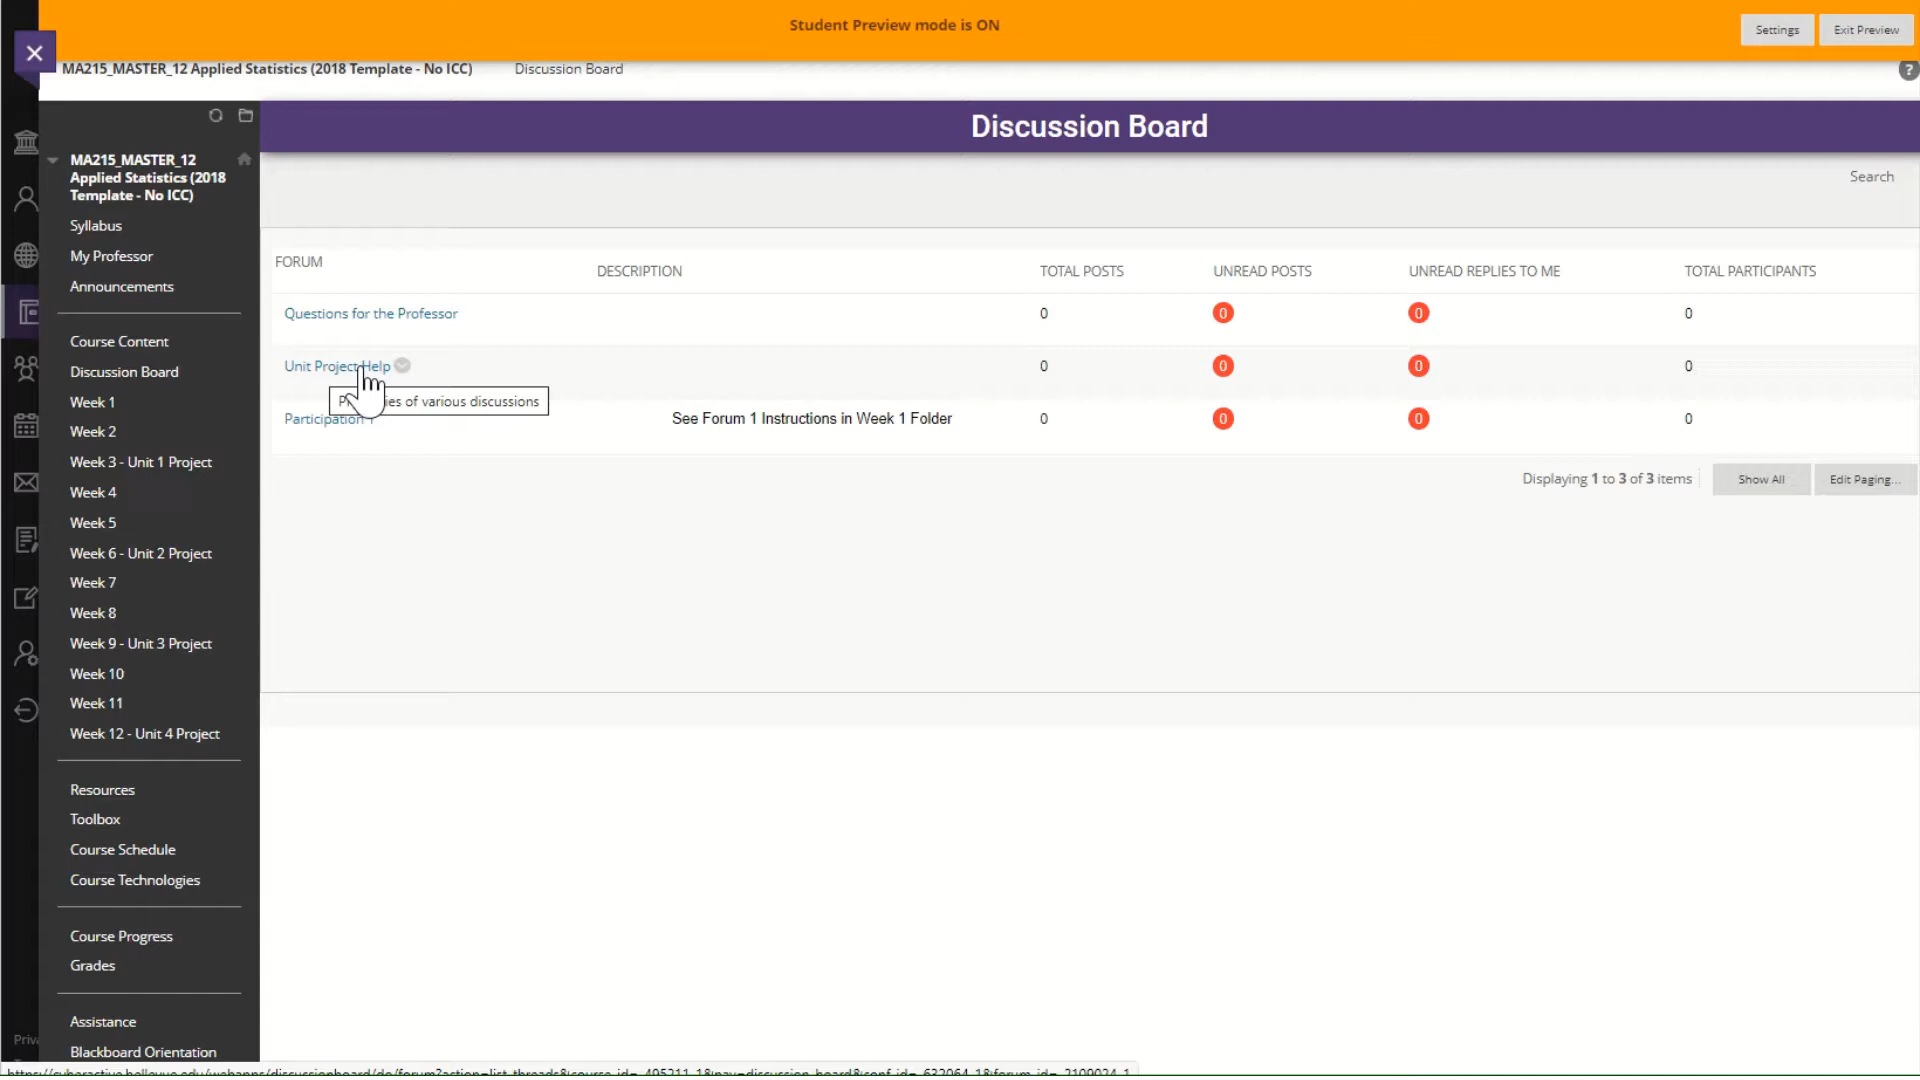 Student Preview mode is ON
Settings
Exit Preview
MA215_MASTER_12 Applied Statistics (2018 Template - No ICC)
Discussion Board
?
MA215_MASTER_12
Applied Statistics (2018
Template - No ICC)
Syllabus
My Professor
Announcements
Course Content
Discussion Board
Week 1
Week 2
Week 3 - Unit 1 Project
Week 4
Week 5
Week 6 - Unit 2 Project
Week 7
Week 8
Week 9 - Unit 3 Project
Week 10
Week 11
Week 12 - Unit 4 Project
Resources
Toolbox
Course Schedule
Course Technologies
Course Progress
Grades
Assistance
Blackboard Orientation
Discussion Board
Search
FORUM DESCRIPTION TOTAL POSTS UNREAD POSTS UNREAD REPLIES TO ME TOTAL PARTICIPANTS
Questions for the Professor 0 0 0 0
Unit Project Help 0 0 0 0
of various discussions
Participation 1 See Forum 1 Instructions in Week 1 Folder 0 0 0 0
Displaying 1 to 3 of 3 items
Show All
Edit Paging...